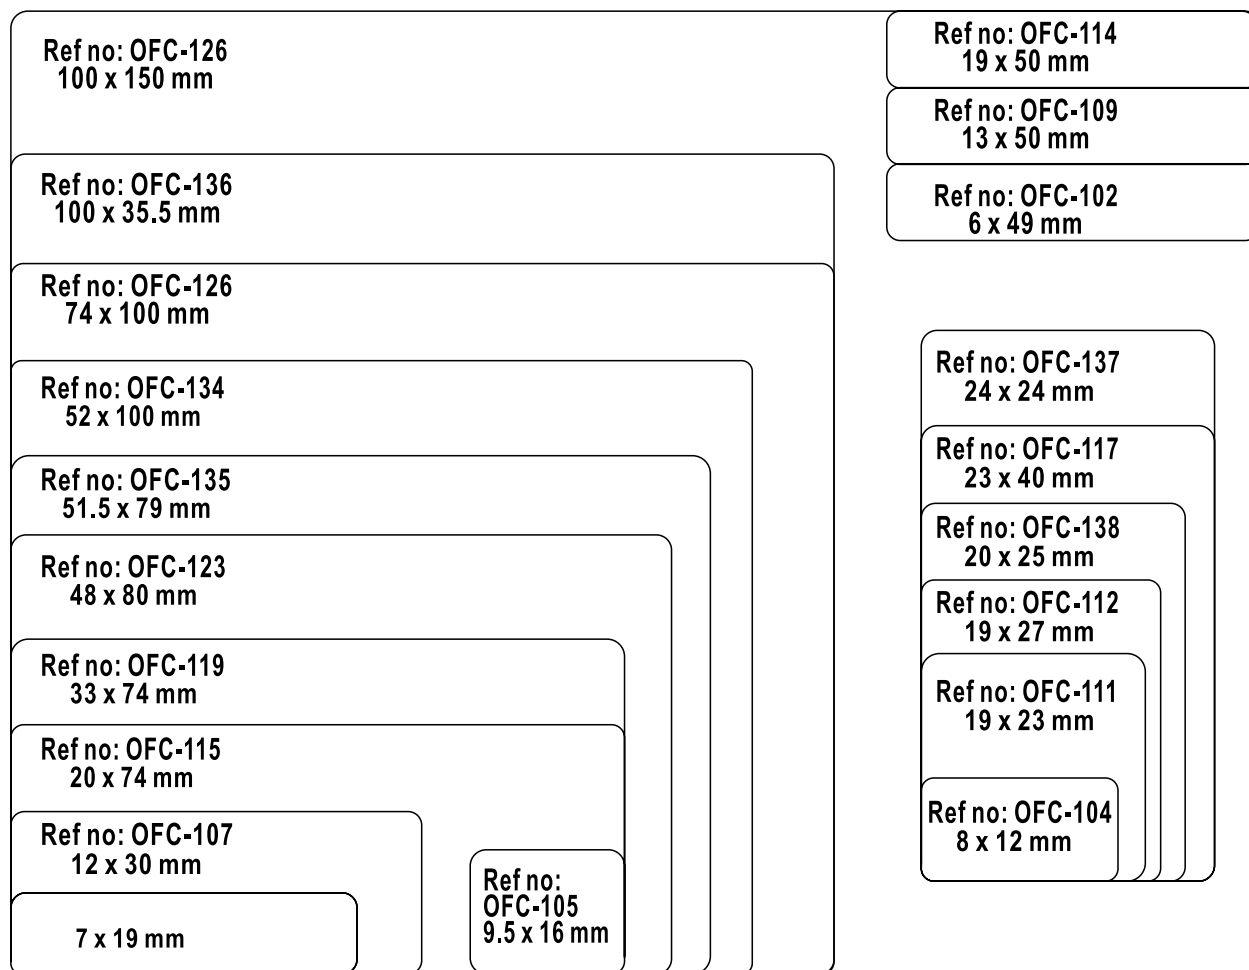 Ref no: OFC-126
100 x 150 mm
Ref no: OFC-136
100 x 35.5 mm
Ref no: OFC-126
74 x 100 mm
Ref no: OFC-134
52 x 100 mm
Ref no: OFC-135
51.5 x 79 mm
Ref no: OFC-123
48 x 80 mm
Ref no: OFC-119
33 x 74 mm
Ref no: OFC-115
20 x 74 mm
Ref no: OFC-107
12 x 30 mm
7 x 19 mm
Ref no:
OFC-105
9.5 x 16 mm
Ref no: OFC-114
19 x 50 mm
Ref no: OFC-109
13 x 50 mm
Ref no: OFC-102
6 x 49 mm
Ref no: OFC-137
24 x 24 mm
Ref no: OFC-117
23 x 40 mm
Ref no: OFC-138
20 x 25 mm
Ref no: OFC-112
19 x 27 mm
Ref no: OFC-111
19 x 23 mm
Ref no: OFC-104
8 x 12 mm